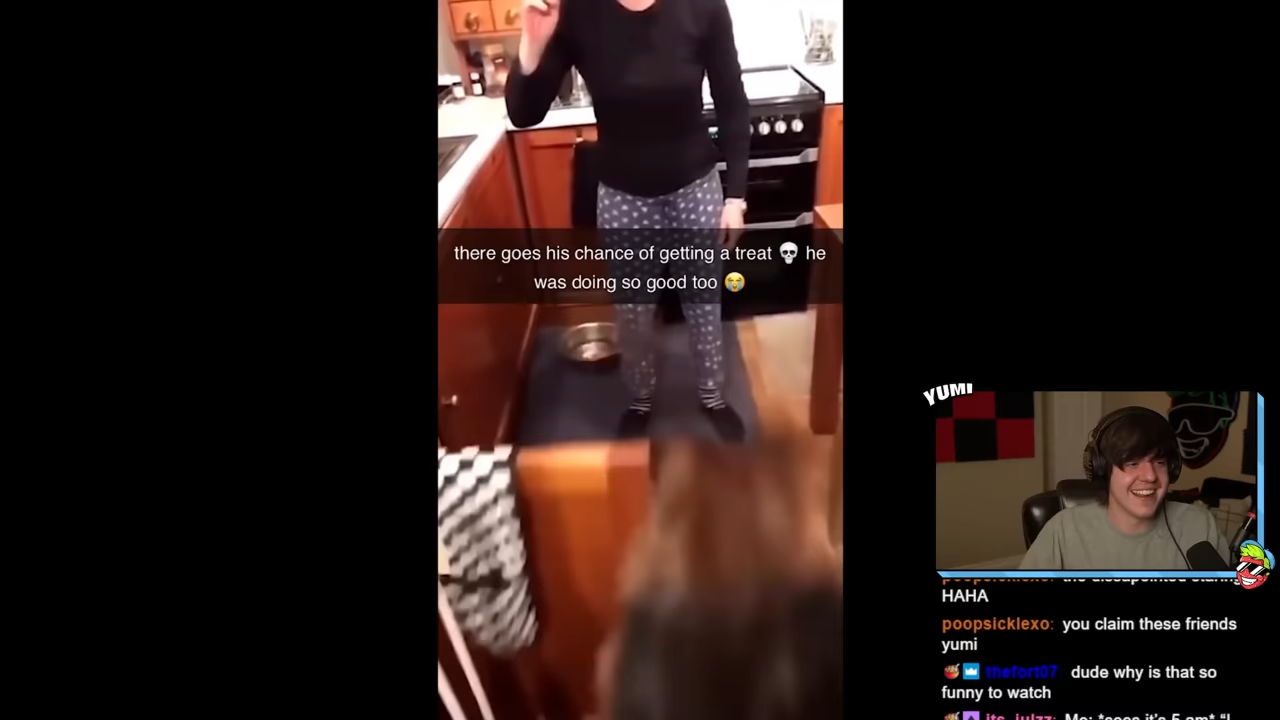 there goes his chance of getting a treat 💀 he
was doing so good too 😭
YUMI
HAHA
poopsicklexo: you claim these friends
yumi
thefort07 dude why is that so
funny to watch